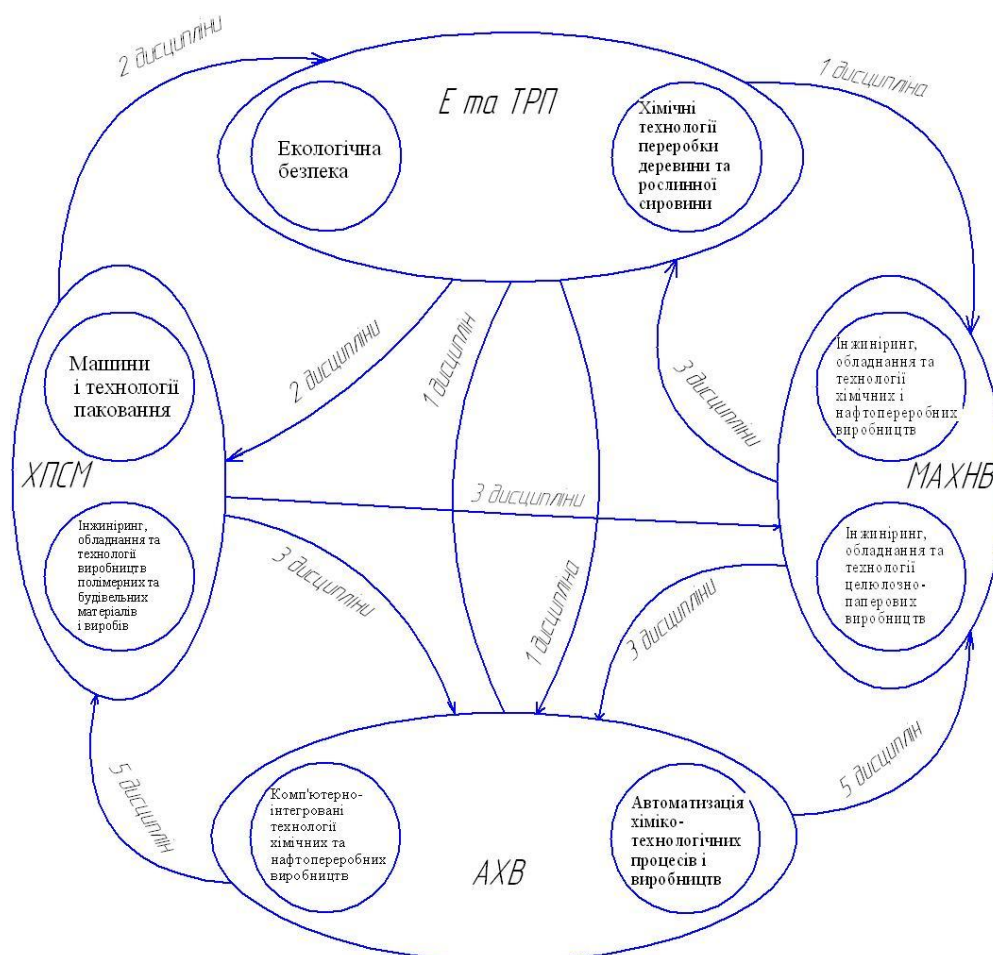 2 дисципліни
Е та ТРП
Екологічна
безпека
Хімічні
технології
переробки
деревини та
рослинної
сировини
1 дисципліна
2 дисципліни
1 дисциплін
3 дисципліни
Машини
і технології
паковання
ХПСМ
Інжиніринг,
обладнання та
технології
виробництв
полімерних та
будівельних
матеріалів
і виробів
3 дисципліни
Інжиніринг,
обладнання та
технології
хімічних і
нафтопереробних
виробництв
МАХНВ
Інжиніринг,
обладнання та
технології
целюлозно-
паперових
виробництв
3 дисципліни
1 дисципліна
3 дисципліни
5 дисциплін
Комп'ютерно-
інтегровані
технології
хімічних та
нафтопереробних
виробництв
АХВ
Автоматизація
хіміко-
технологічних
процесів і
виробництв
5 дисциплін